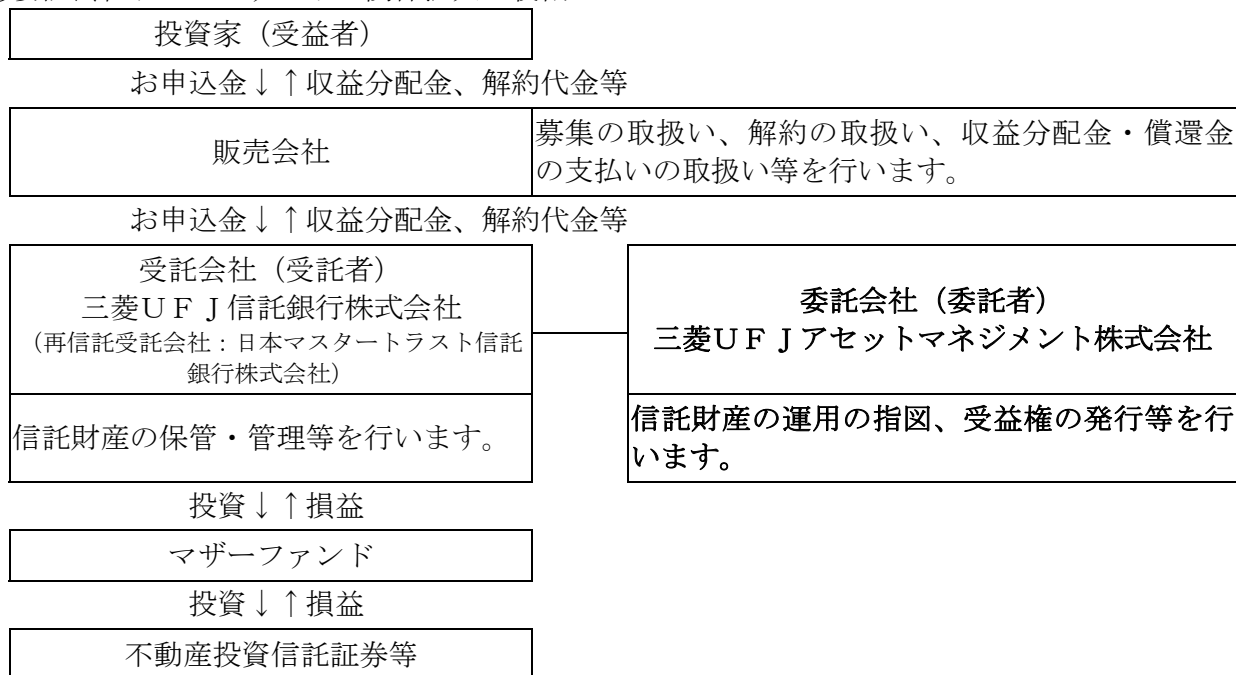 投資家（受益者）
お申込金↓↑収益分配金、解約代金等
販売会社
募集の取扱い、解約の取扱い、収益分配金・償還金
の支払いの取扱い等を行います。
お申込金↓↑収益分配金、解約代金等
受託会社（受託者）
三菱ＵＦＪ信託銀行株式会社
（再信託受託会社：日本マスタートラスト信託
銀行株式会社）
委託会社（委託者）
三菱ＵＦＪアセットマネジメント株式会社
信託財産の保管・管理等を行います。
信託財産の運用の指図、受益権の発行等を行
います。
投資↓↑損益
マザーファンド
投資↓↑損益
不動産投資信託証券等